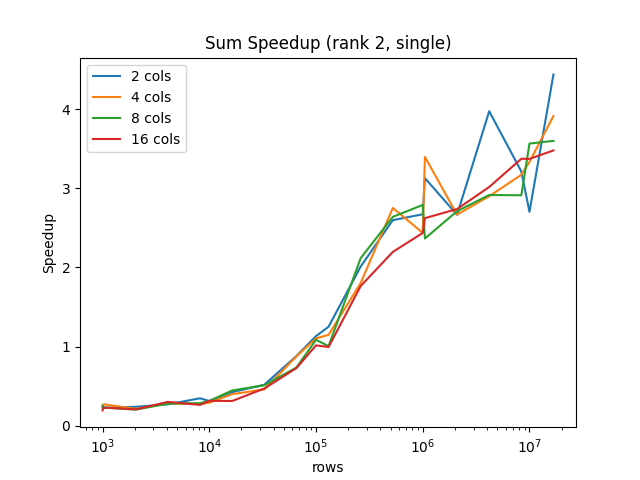 Sum Speedup (rank 2, single)
2 cols
4 cols
8 cols
16 cols
Speedup
4
3
2
1
0
10³ 10⁴ 10⁵ 10⁶ 10⁷
rows